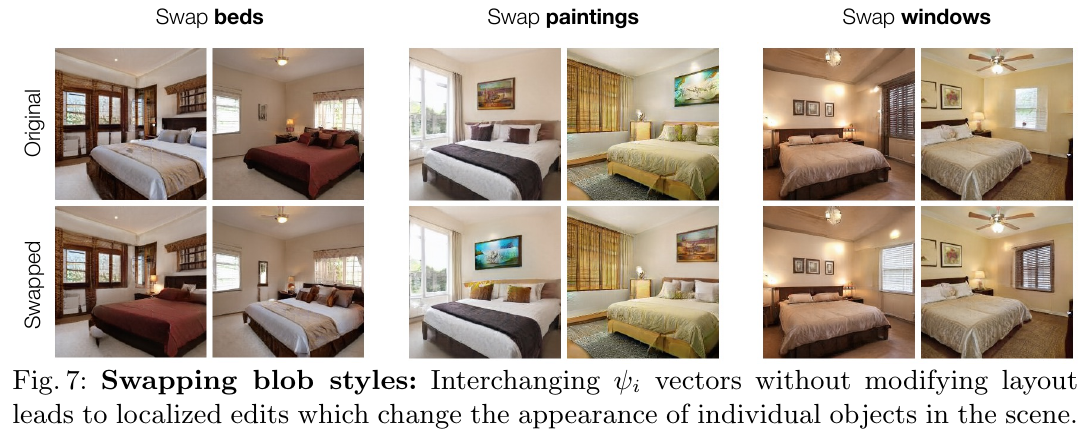 Swap beds
Swap paintings
Swap windows
Original
Swapped
Fig. 7: Swapping blob styles: Interchanging ψᵢ vectors without modifying layout
leads to localized edits which change the appearance of individual objects in the scene.